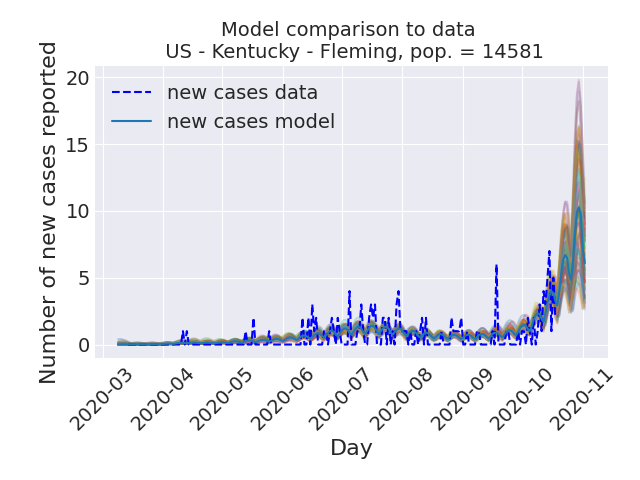 Model comparison to data
US - Kentucky - Fleming, pop. = 14581
Number of new cases reported
20
15
10
5
0
new cases data
new cases model
2020-03
2020-04
2020-05
2020-06
2020-07
2020-08
2020-09
2020-10
2020-11
Day